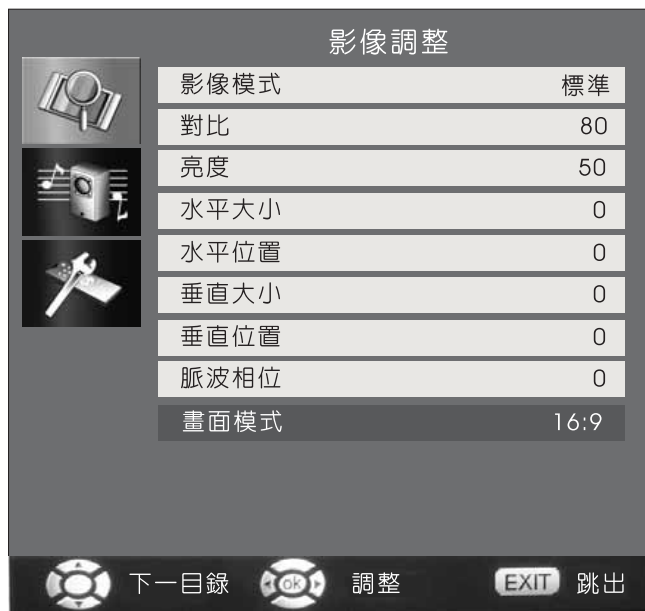 影像調整
影像模式 標準
對比 80
亮度 50
水平大小 0
水平位置 0
垂直大小 0
垂直位置 0
脈波相位 0
畫面模式 16:9
下一目錄 ok 調整 EXIT 跳出